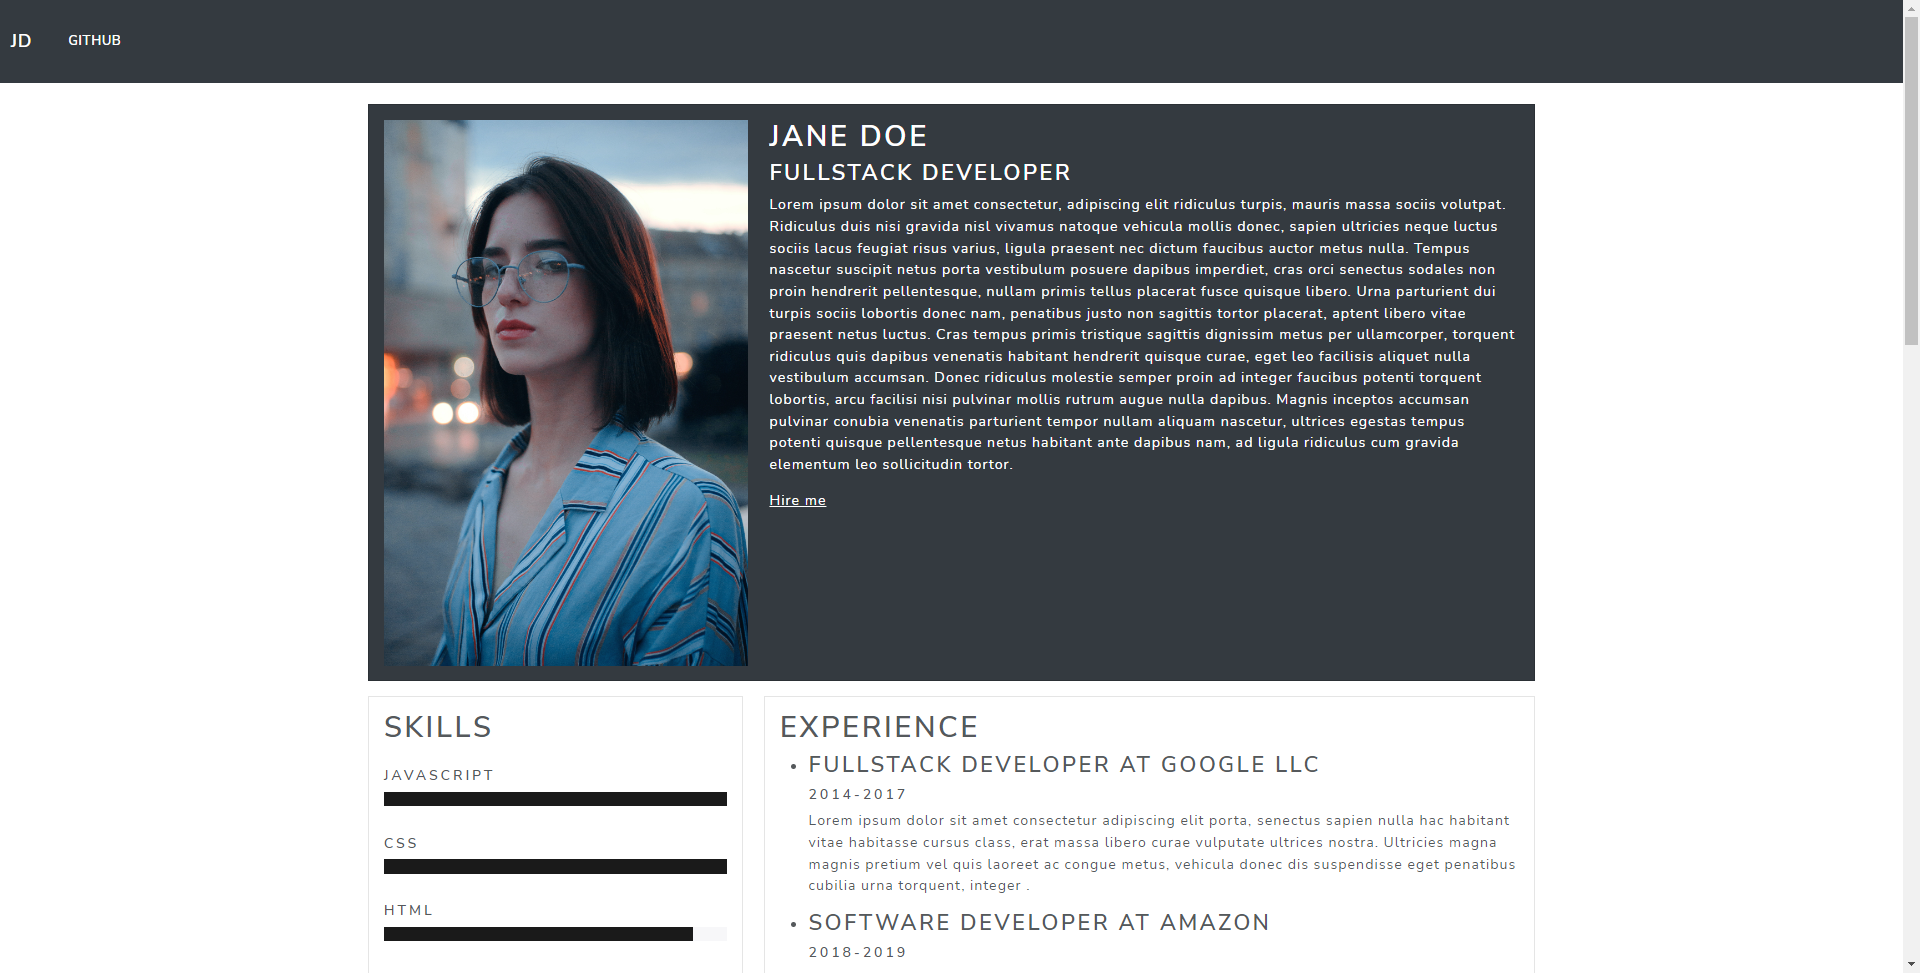 JD GITHUB
JANE DOE
FULLSTACK DEVELOPER
Lorem ipsum dolor sit amet consectetur, adipiscing elit ridiculus turpis, mauris massa sociis volutpat.
Ridiculus duis nisi gravida nisl vivamus natoque vehicula mollis donec, sapien ultricies neque luctus
sociis lacus feugiat risus varius, ligula praesent nec dictum faucibus auctor metus nulla. Tempus
nascetur suscipit netus porta vestibulum posuere dapibus imperdiet, cras orci senectus sodales non
proin hendrerit pellentesque, nullam primis tellus placerat fusce quisque libero. Urna parturient dui
turpis sociis lobortis donec nam, penatibus justo non sagittis tortor placerat, aptent libero vitae
praesent netus luctus. Cras tempus primis tristique sagittis dignissim metus per ullamcorper, torquent
ridiculus quis dapibus venenatis habitant hendrerit quisque curae, eget leo facilisis aliquet nulla
vestibulum accumsan. Donec ridiculus molestie semper proin ad integer faucibus potenti torquent
lobortis, arcu facilisi nisi pulvinar mollis rutrum augue nulla dapibus. Magnis inceptos accumsan
pulvinar conubia venenatis parturient tempor nullam aliquam nascetur, ultrices egestas tempus
potenti quisque pellentesque netus habitant ante dapibus nam, ad ligula ridiculus cum gravida
elementum leo sollicitudin tortor.
Hire me
SKILLS
JAVASCRIPT
CSS
HTML
EXPERIENCE
• FULLSTACK DEVELOPER AT GOOGLE LLC
2014-2017
Lorem ipsum dolor sit amet consectetur adipiscing elit porta, senectus sapien nulla hac habitant
vitae habitasse cursus class, erat massa libero curae vulputate ultrices nostra. Ultricies magna
magnis pretium vel quis laoreet ac congue metus, vehicula donec dis suspendisse eget penatibus
cubilia urna torquent, integer .
• SOFTWARE DEVELOPER AT AMAZON
2018-2019